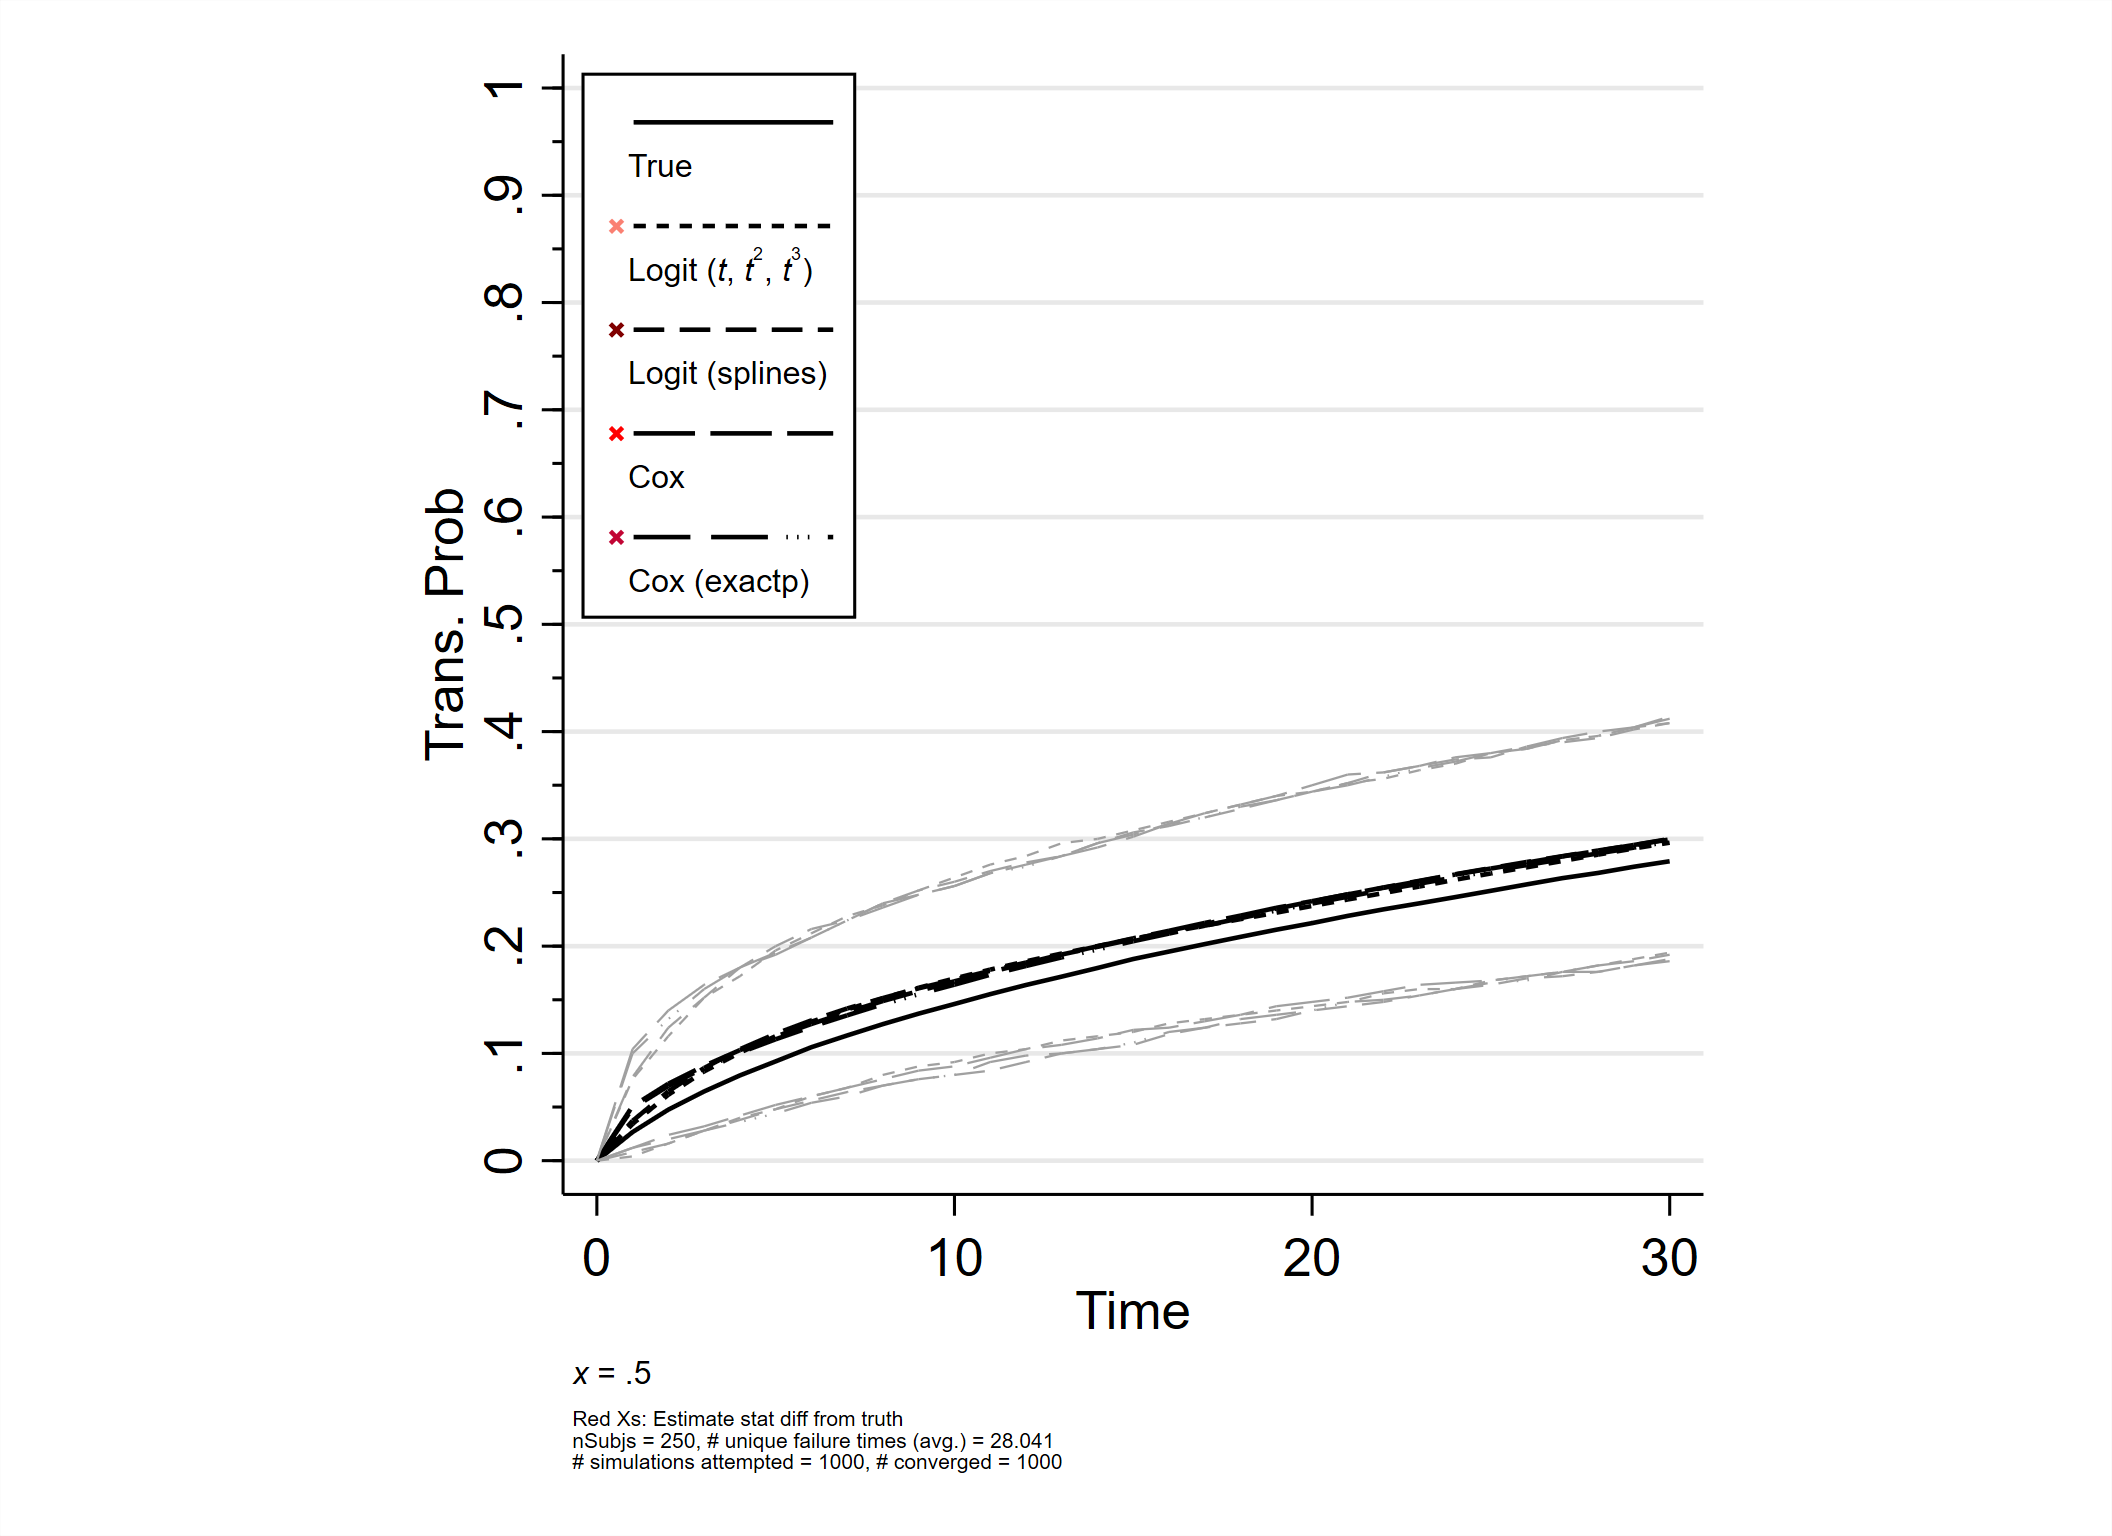 True
Logit (t, t², t³)
Logit (splines)
Cox
Cox (exactp)
Trans. Prob
1
.9
.8
.7
.6
.5
.4
.3
.2
.1
0
0 10 20 30
Time
x = .5
Red Xs: Estimate stat diff from truth
nSubjs = 250, # unique failure times (avg.) = 28.041
# simulations attempted = 1000, # converged = 1000